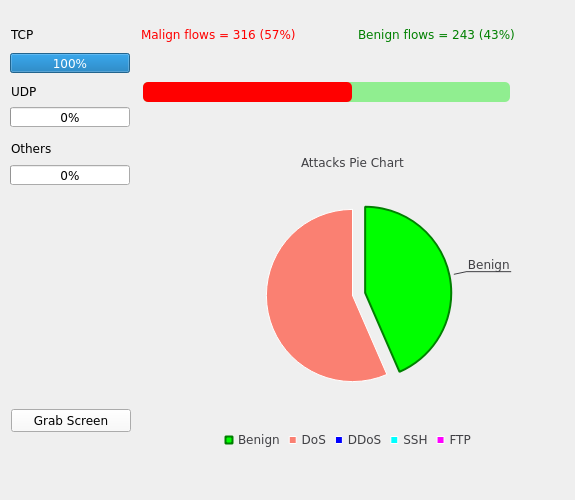 TCP
Malign flows = 316 (57%)
Benign flows = 243 (43%)
100%
UDP
0%
Others
Attacks Pie Chart
0%
Benign
Grab Screen
Benign DoS DDoS SSH FTP